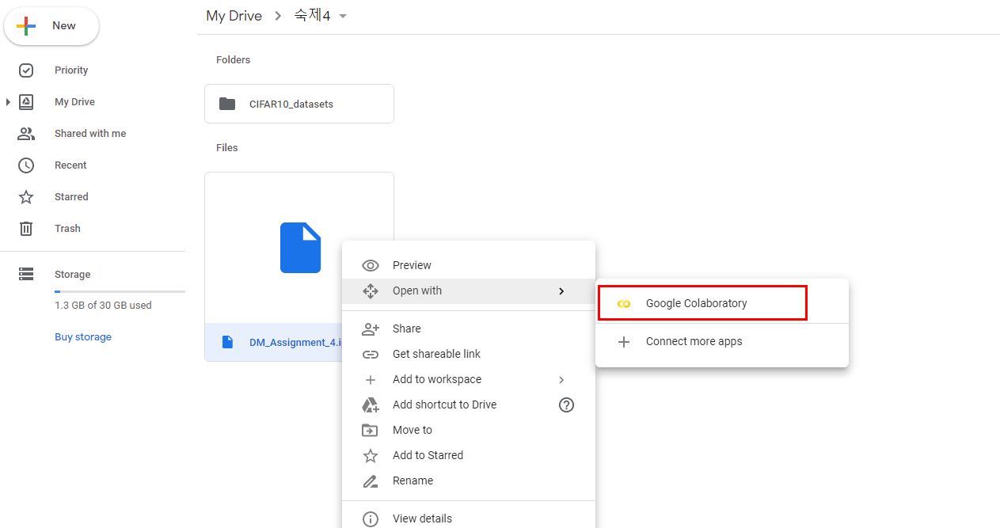 New
Priority
My Drive
Shared with me
Recent
Starred
Trash
Storage
1.3 GB of 30 GB used
Buy storage
My Drive > 숙제4
Folders
CIFAR10_datasets
Files
DM_Assignment_4.i
Preview
Open with
Share
Get shareable link
Add to workspace
Add shortcut to Drive
Move to
Add to Starred
Rename
View details
Google Colaboratory
Connect more apps